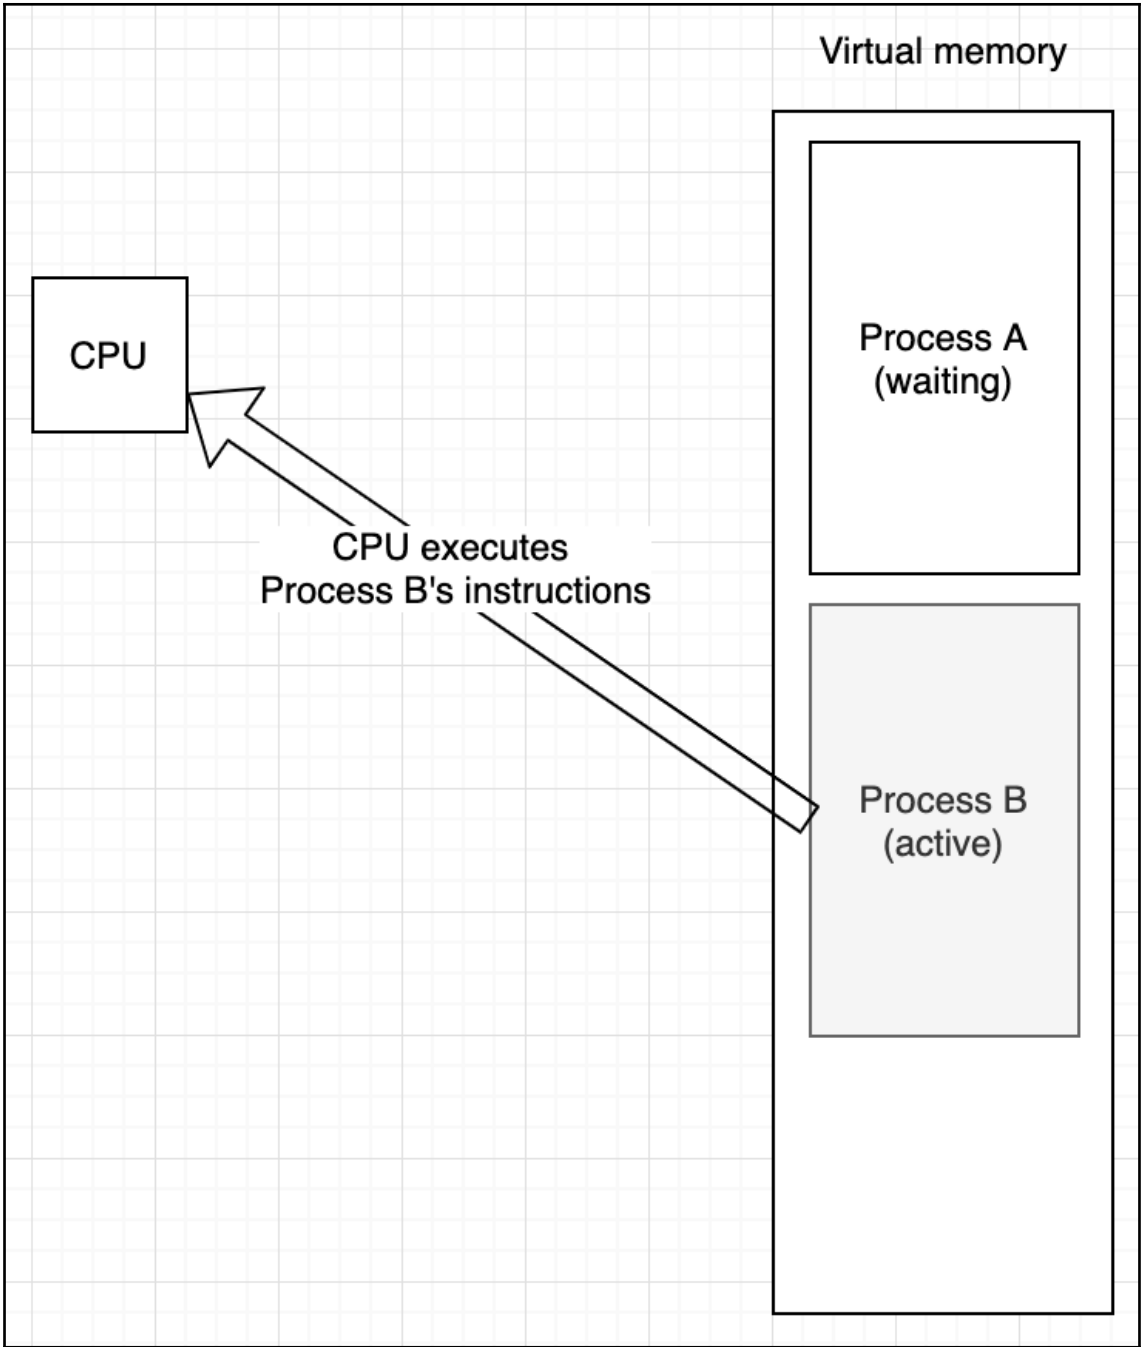 Virtual memory
Process A
(waiting)
CPU
CPU executes
Process B's instructions
Process B
(active)